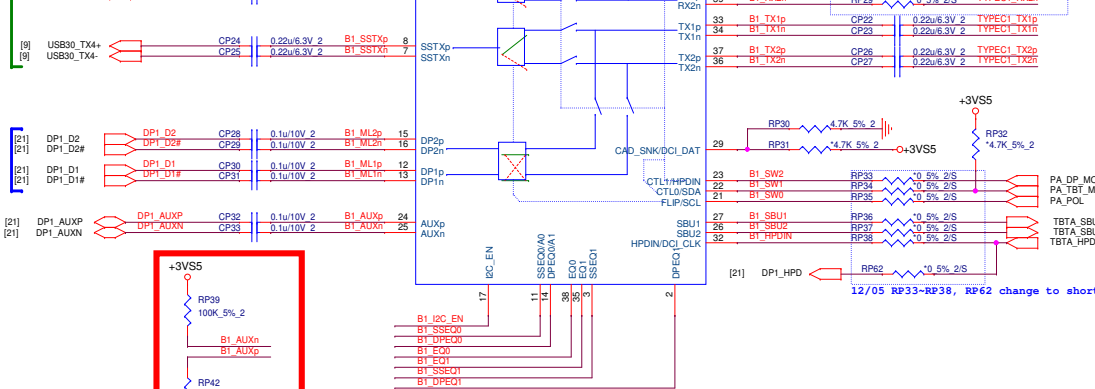 RX2n
RP29 *0_5%_2/S
[9] USB30_TX4+ CP24 0.22u/6.3V_2 B1_SSTXp 8 SSTXp
[9] USB30_TX4- CP25 0.22u/6.3V_2 B1_SSTXn 7 SSTXn
TX1p 33 B1_TX1p CP22 0.22u/6.3V_2 TYPEC1_TX1p
TX1n 34 B1_TX1n CP23 0.22u/6.3V_2 TYPEC1_TX1n
TX2p 37 B1_TX2p CP26 0.22u/6.3V_2 TYPEC1_TX2p
TX2n 36 B1_TX2n CP27 0.22u/6.3V_2 TYPEC1_TX2n
[21] DP1_D2 DP1_D2 CP28 0.1u/10V_2 B1_ML2p 15 DP2p
[21] DP1_D2# DP1_D2# CP29 0.1u/10V_2 B1_ML2n 16 DP2n
[21] DP1_D1 DP1_D1 CP30 0.1u/10V_2 B1_ML1p 12 DP1p
[21] DP1_D1# DP1_D1# CP31 0.1u/10V_2 B1_ML1n 13 DP1n
+3VS5
RP30 4.7K_5%_2
RP32
*4.7K_5%_2
CAD_SNK/DCI_DAT 29 RP31 *4.7K_5%_2 +3VS5
CTL1/HPDIN 23 B1_SW2 RP33 *0_5%_2/S PA_DP_MO
CTL0/SDA 22 B1_SW1 RP34 *0_5%_2/S PA_TBT_M
FLIP/SCL 21 B1_SW0 RP35 *0_5%_2/S PA_POL
[21] DP1_AUXP DP1_AUXP CP32 0.1u/10V_2 B1_AUXp 24 AUXp
[21] DP1_AUXN DP1_AUXN CP33 0.1u/10V_2 B1_AUXn 25 AUXn
SBU1 27 B1_SBU1 RP36 *0_5%_2/S TBTA_SBU
SBU2 26 B1_SBU2 RP37 *0_5%_2/S TBTA_SBU
HPDIN/DCI_CLK 32 B1_HPDIN RP38 *0_5%_2/S TBTA_HPD
[21] DP1_HPD RP62 *0_5%_2/S
12/05 RP33~RP38, RP62 change to short
I2C_EN SSEQ0/A0 DPEQ0/A1 EQ0 EQ1 SSEQ1 DPEQ1
17 11 14 38 35 3 2
+3VS5
RP39
100K_5%_2
B1_AUXn
B1_AUXp
RP42
B1_I2C_EN
B1_SSEQ0
B1_DPEQ0
B1_EQ0
B1_EQ1
B1_SSEQ1
B1_DPEQ1